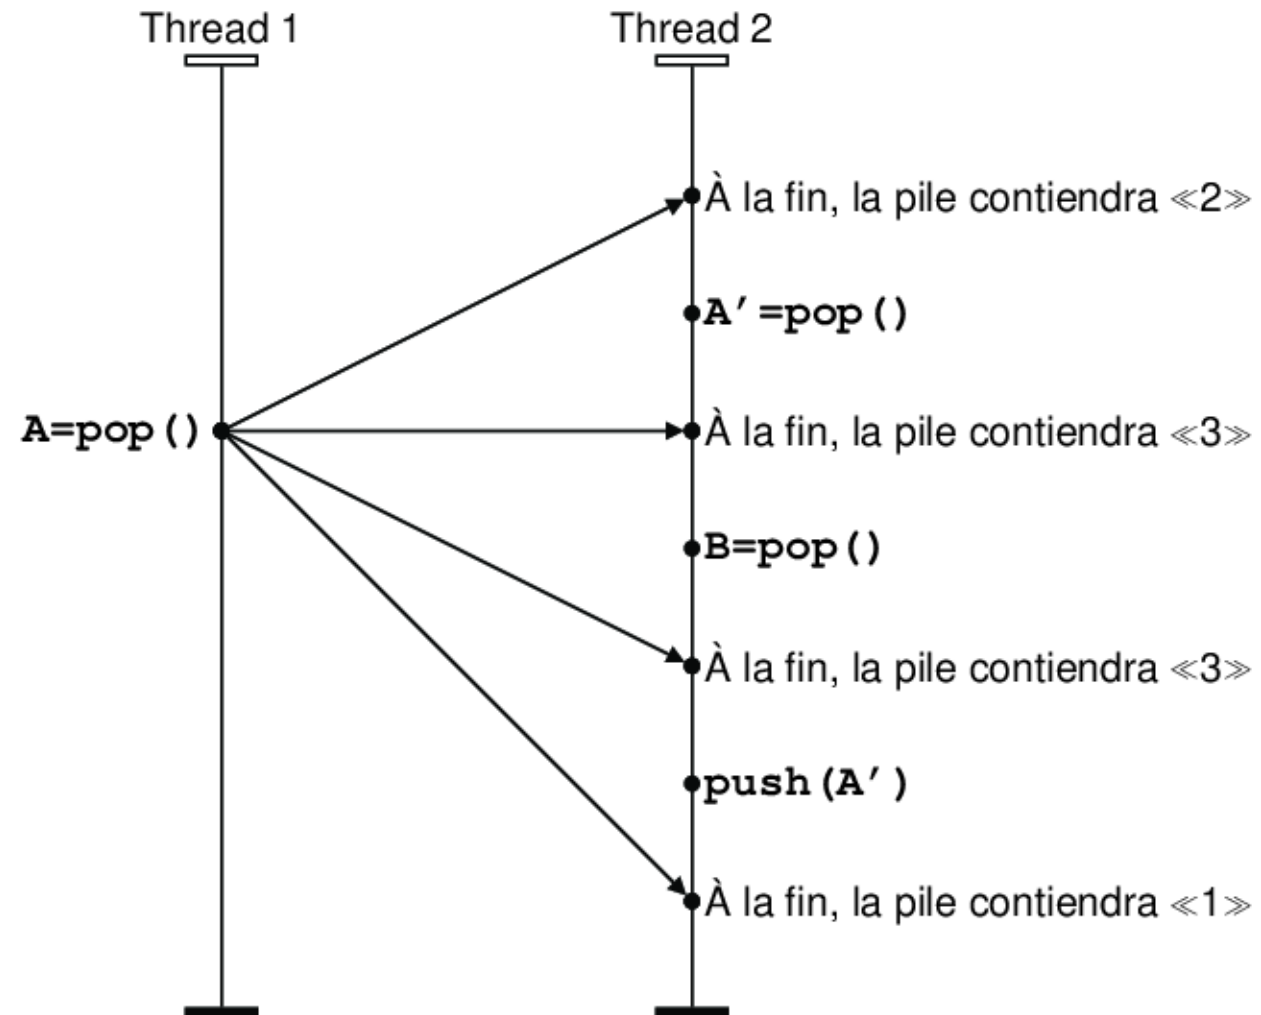 Thread 1
Thread 2
À la fin, la pile contiendra ≪2≫
A′=pop()
A=pop()
À la fin, la pile contiendra ≪3≫
B=pop()
À la fin, la pile contiendra ≪3≫
push(A′)
À la fin, la pile contiendra ≪1≫